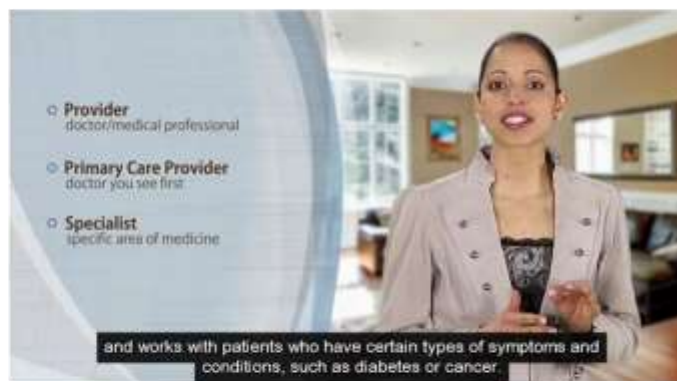 Provider
doctor/medical professional
Primary Care Provider
doctor you see first
Specialist
specific area of medicine
and works with patients who have certain types of symptoms and
conditions, such as diabetes or cancer.